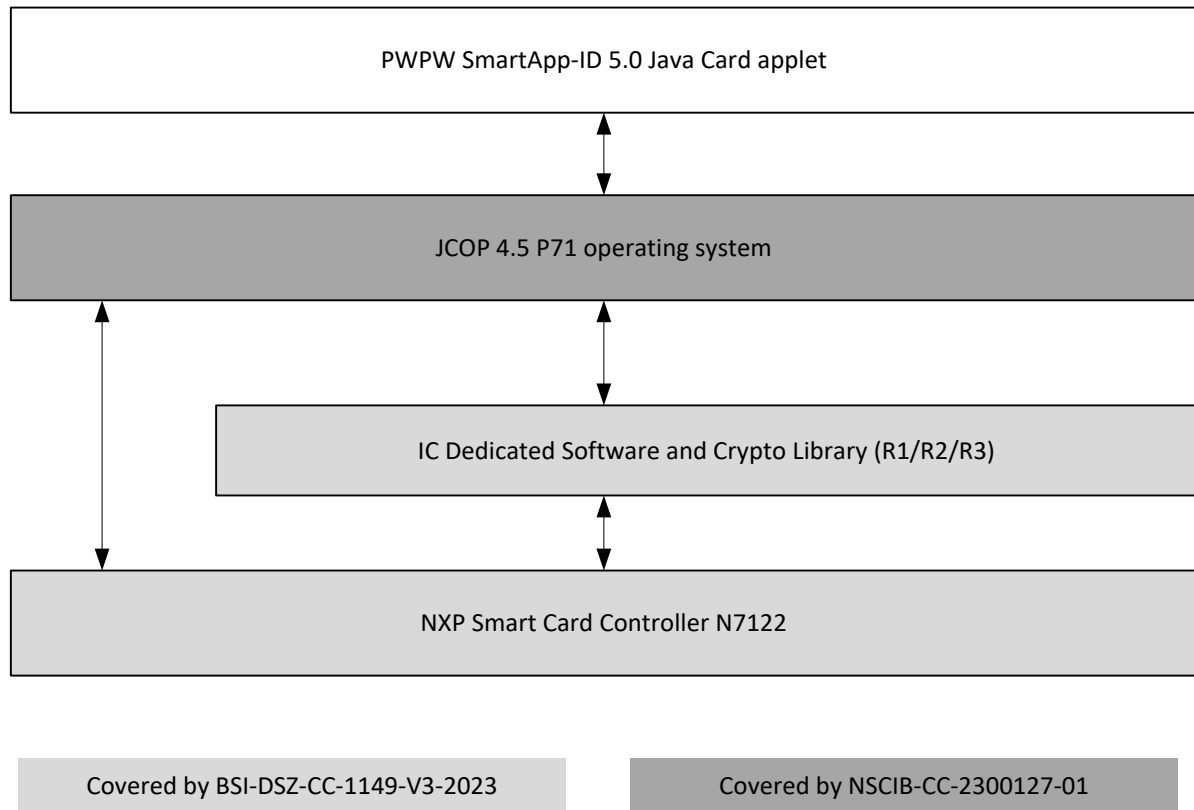 PWPW SmartApp-ID 5.0 Java Card applet
JCOP 4.5 P71 operating system
IC Dedicated Software and Crypto Library (R1/R2/R3)
NXP Smart Card Controller N7122
Covered by BSI-DSZ-CC-1149-V3-2023
Covered by NSCIB-CC-2300127-01